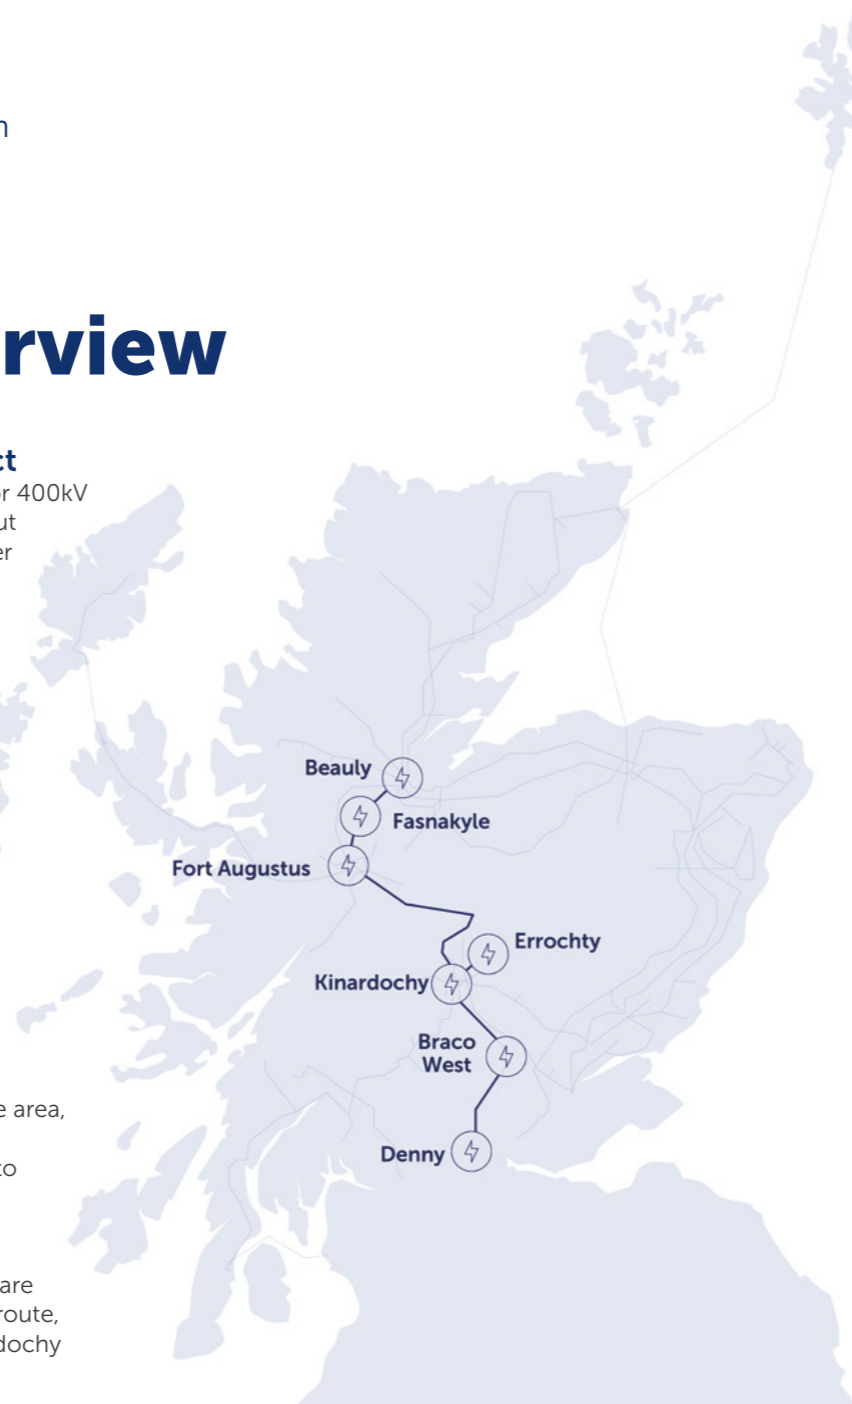 n
rview
ct
or 400kV
ut
er
Beauly
Fasnakyle
Fort Augustus
Errochty
Kinardochy
Braco
West
e area,
to
Denny
are
route,
dochy